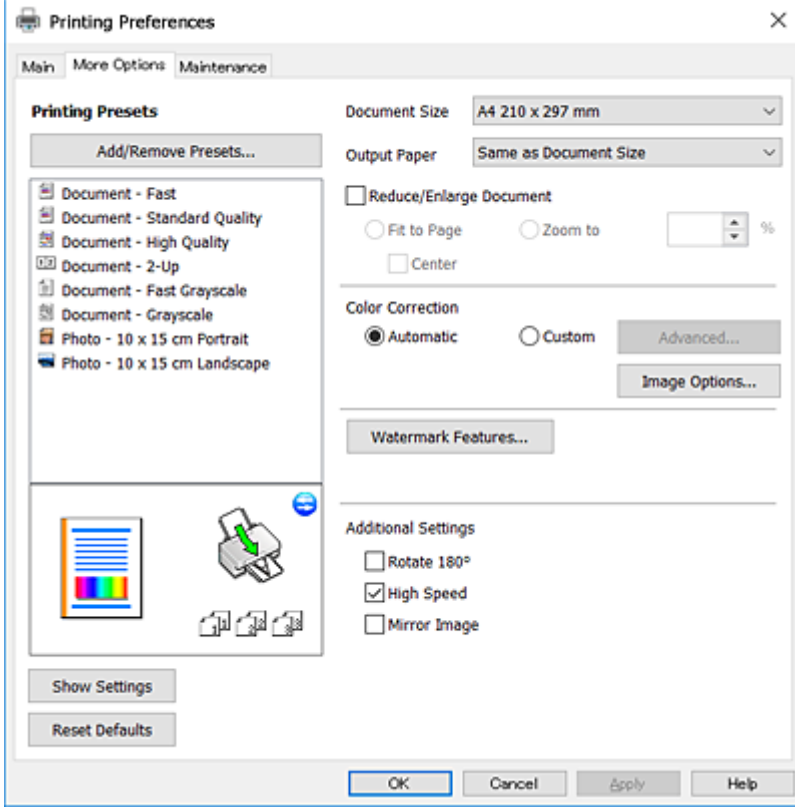 Printing Preferences
Main More Options Maintenance
Printing Presets
Add/Remove Presets...
Document - Fast
Document - Standard Quality
Document - High Quality
Document - 2-Up
Document - Fast Grayscale
Document - Grayscale
Photo - 10 x 15 cm Portrait
Photo - 10 x 15 cm Landscape
Show Settings
Reset Defaults
Document Size A4 210 x 297 mm
Output Paper Same as Document Size
Reduce/Enlarge Document
Fit to Page Zoom to %
Center
Color Correction
Automatic Custom Advanced...
Image Options...
Watermark Features...
Additional Settings
Rotate 180º
High Speed
Mirror Image
OK Cancel Apply Help